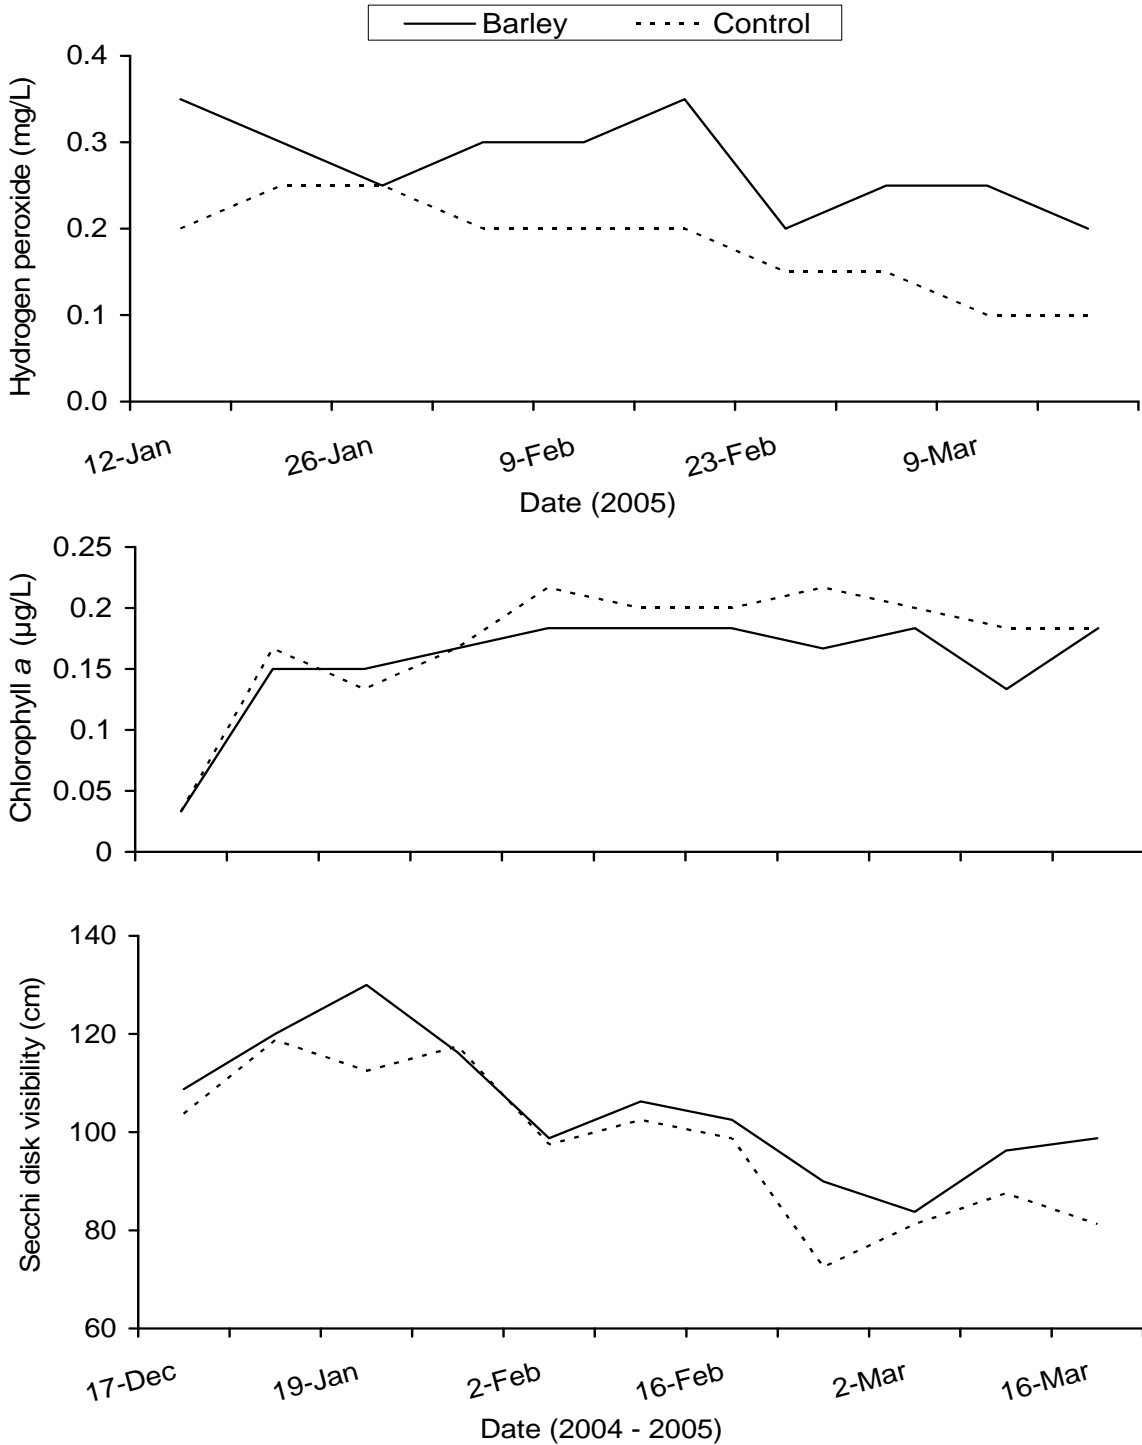 Barley Control
Hydrogen peroxide (mg/L)
0.4
0.3
0.2
0.1
0.0
12-Jan 26-Jan 9-Feb 23-Feb 9-Mar
Date (2005)
Chlorophyll a (µg/L)
0.25
0.2
0.15
0.1
0.05
0
Secchi disk visibility (cm)
140
120
100
80
60
17-Dec 19-Jan 2-Feb 16-Feb 2-Mar 16-Mar
Date (2004 - 2005)